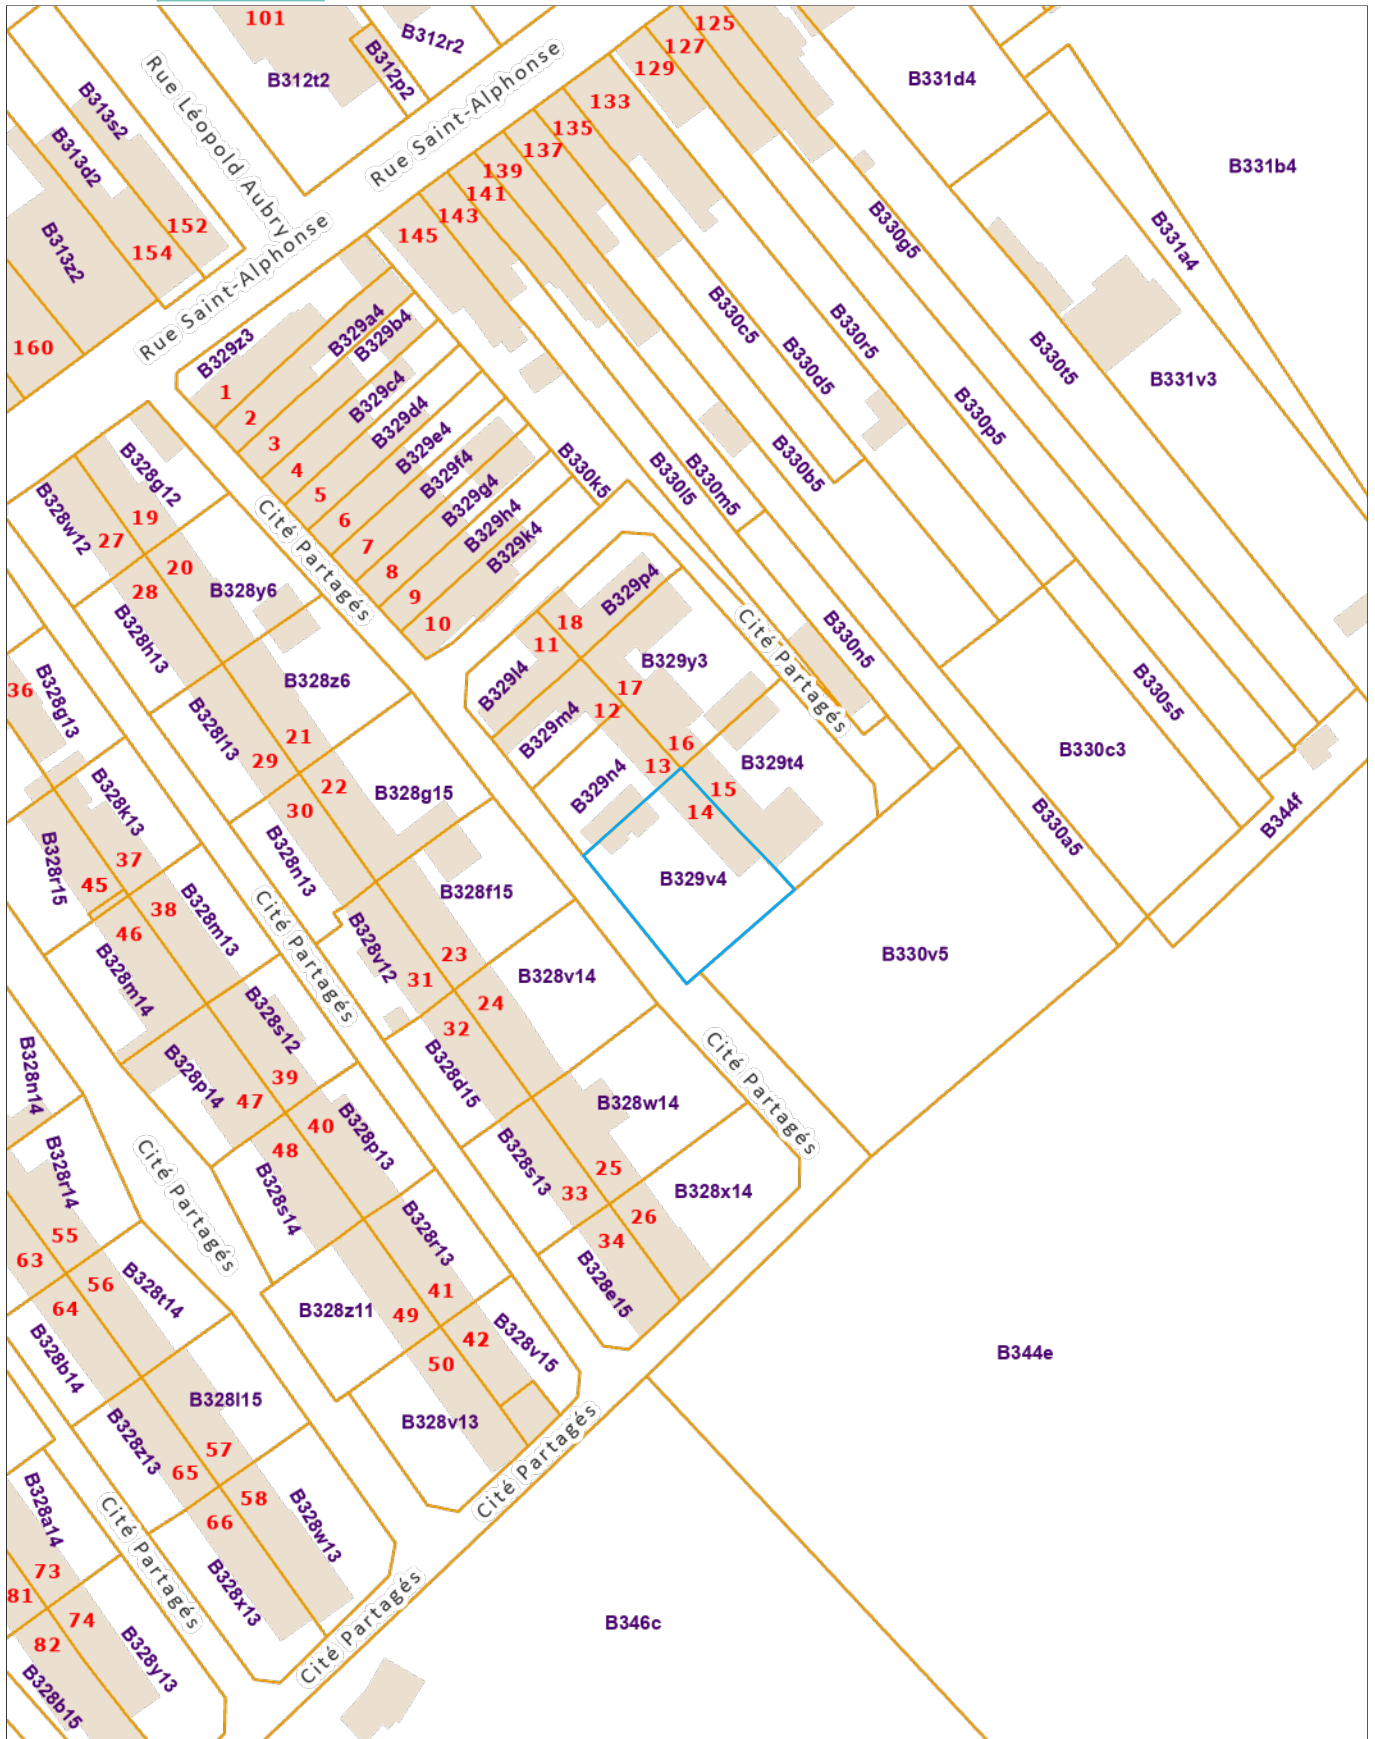 101
B312r2
125
127
129
B312t2
B312p2
Rue Léopold Aubry
Rue Saint-Alphonse
B331d4
B313s2
133
135
137
B313d2
139
B331b4
141
143
145
152
154
B313z2
B330g5
B331a4
Rue Saint-Alphonse
160
B329z3
B329a4
B329b4
B330c5
B330r5
B330d5
B330t5
B331v3
1
2
3
4
5
6
7
8
9
10
B329c4
B329d4
B329e4
B329f4
B329g4
B329h4
B329k4
B330k5
B330l5
B330m5
B330b5
B330p5
B328g12
B328w12
19
27
20
28
Cité Partagés
B328y6
B328h13
B329p4
18
11
B329l4
B329y3
Cité Partagés
B330n5
17
12
B329m4
16
13
B329n4
B329t4
15
14
B329v4
B330s5
B330c3
B330a5
B344f
B330v5
36
B328g13
B328z6
B328l13
21
29
22
30
B328g15
B328k13
B328n13
37
B328r15
45
38
46
B328m13
B328f15
B328v12
Cité Partagés
23
31
B328v14
24
32
B328m14
B328s12
B328n14
B328p14
39
47
40
48
B328p13
B328d15
B328w14
Cité Partagés
B328s13
25
33
B328x14
26
34
B328e15
B328r14
Cité Partagés
B328s14
55
63
56
64
B328t14
B328r13
41
49
B328z11
42
50
B328v15
B328b14
B328l15
B328v13
B344e
Cité Partagés
B328z13
57
65
58
66
B328w13
B328a14
Cité Partagés
B328x13
Cité Partagés
73
81
74
82
B328y13
B328b15
B346c